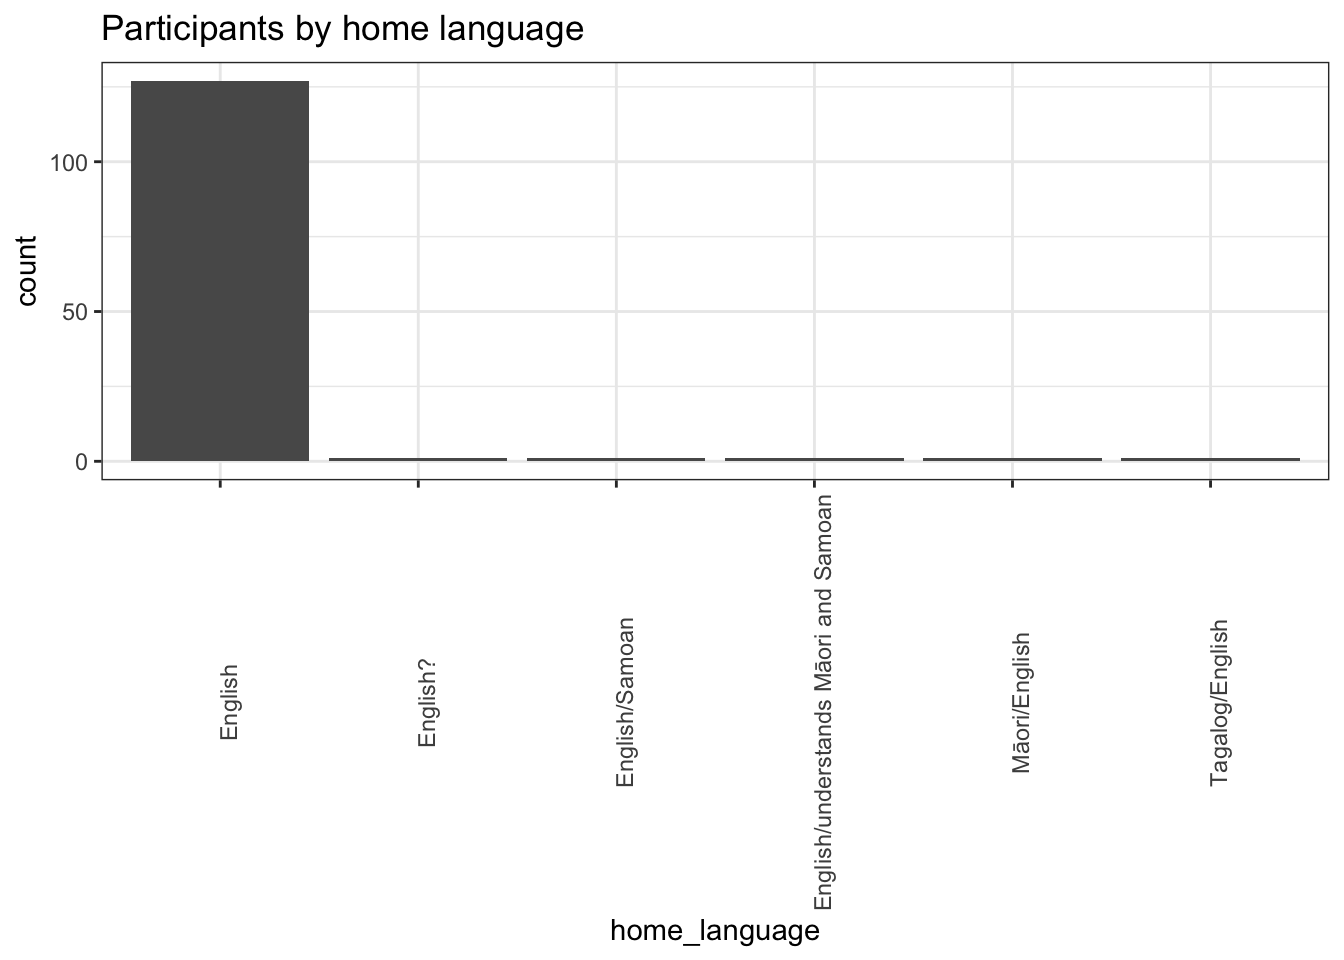 Participants by home language
count
100
50
0
English
English?
English/Samoan
English/understands Māori and Samoan
Māori/English
Tagalog/English
home_language